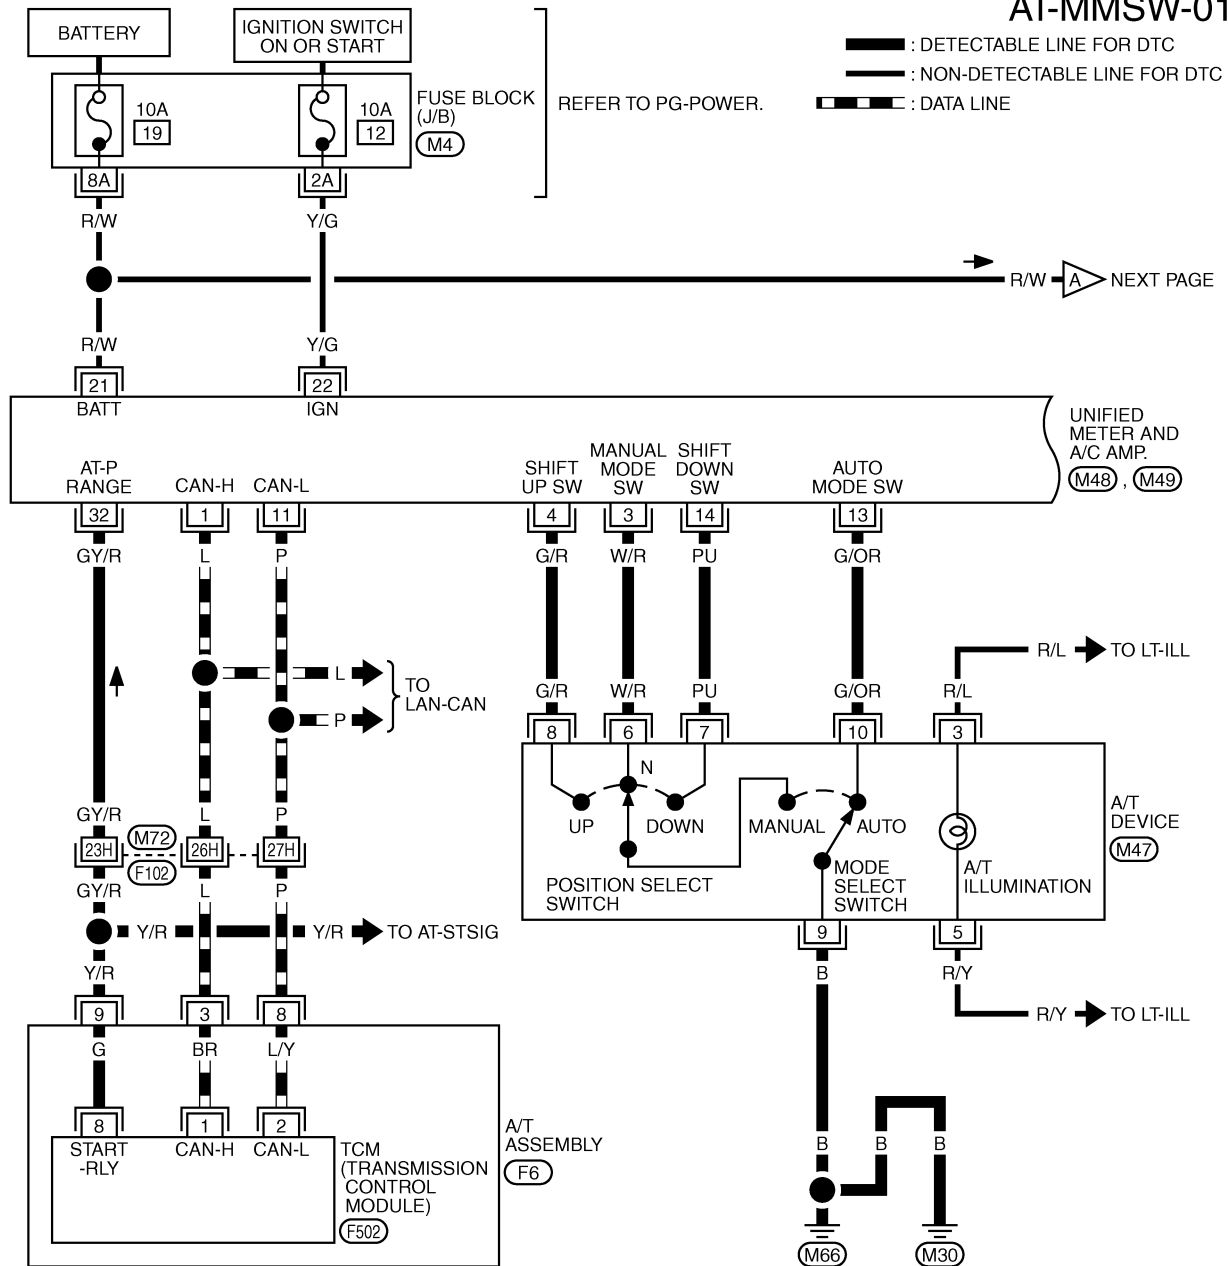 AT-MMSW-01
BATTERY
IGNITION SWITCH
ON OR START
: DETECTABLE LINE FOR DTC
: NON-DETECTABLE LINE FOR DTC
: DATA LINE
10A
19
10A
12
FUSE BLOCK
(J/B)
M4
REFER TO PG-POWER.
8A
2A
R/W
Y/G
R/W
A
NEXT PAGE
R/W
Y/G
21
22
BATT
IGN
UNIFIED
METER AND
A/C AMP.
M48 , M49
AT-P
RANGE
CAN-H
CAN-L
SHIFT
UP SW
MANUAL
MODE
SW
SHIFT
DOWN
SW
AUTO
MODE SW
32
1
11
4
3
14
13
GY/R
L
P
G/R
W/R
PU
G/OR
L
P
TO
LAN-CAN
R/L
TO LT-ILL
G/R
W/R
PU
G/OR
R/L
8
6
7
10
3
N
UP
DOWN
MANUAL
AUTO
A/T
DEVICE
M47
POSITION SELECT
SWITCH
MODE
SELECT
SWITCH
A/T
ILLUMINATION
GY/R
L
P
M72
23H
26H
27H
F102
GY/R
L
P
Y/R
Y/R
TO AT-STSIG
Y/R
9
5
B
R/Y
R/Y
TO LT-ILL
9
3
8
G
BR
L/Y
8
1
2
START
-RLY
CAN-H
CAN-L
TCM
(TRANSMISSION
CONTROL
MODULE)
F502
A/T
ASSEMBLY
F6
B
B
B
M66
M30